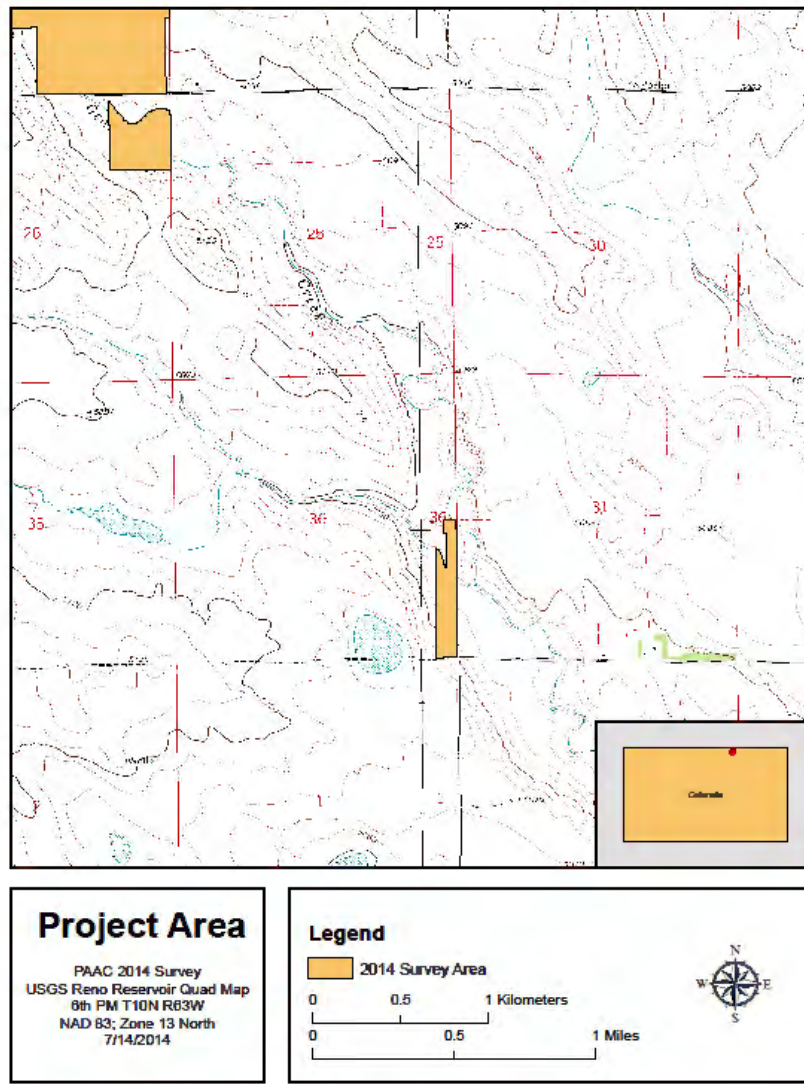 26
26
25
30
35
36
36
31
1
Colorado
Project Area
PAAC 2014 Survey
USGS Reno Reservoir Quad Map
6th PM T10N R63W
NAD 83; Zone 13 North
7/14/2014
Legend
2014 Survey Area
0 0.5 1 Kilometers
0 0.5 1 Miles
N
W E
S